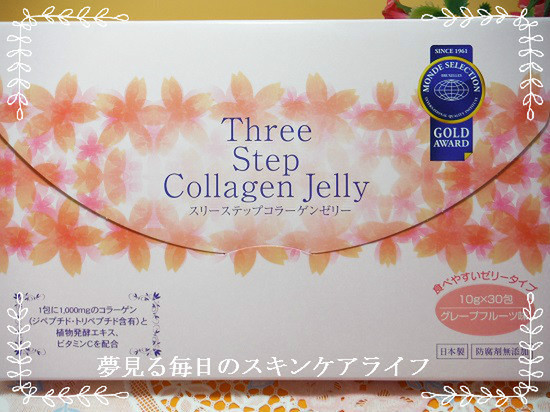 SINCE 1961
MONDE SELECTION
BRUXELLES
GOLD
AWARD
Three
Step
Collagen Jelly
スリーステップコラーゲンゼリー
1包に1,000mgのコラーゲン
(ジペプチド・トリペプチド含有)と
植物発酵エキス、
ビタミンCを配合
食べやすいゼリータイプ
10g×30包
グレープフルーツ味
日本製
防腐剤無添加
夢見る毎日のスキンケアライフ